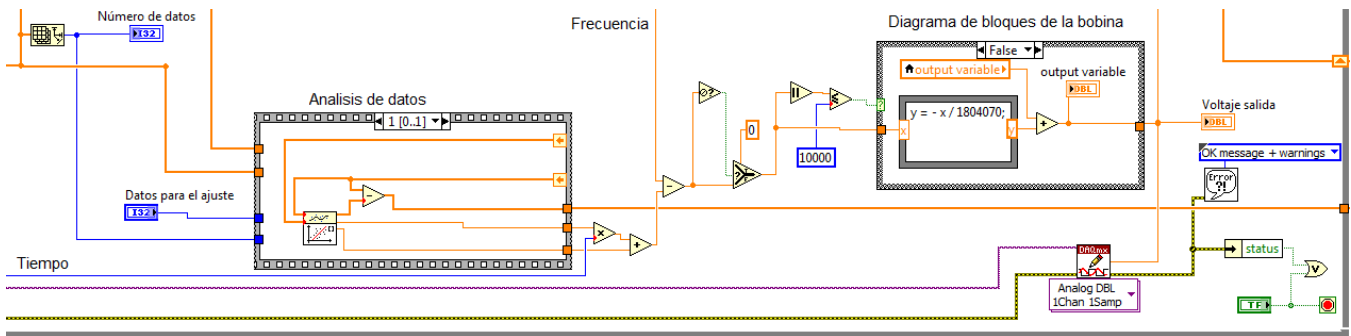 Número de datos
I32
Frecuencia
Diagrama de bloques de la bobina
False
output variable
output variable
DBL
Analisis de datos
1 [0..1]
?
0
y = - x / 1804070;
x
y
+
Voltaje salida
DBL
10000
?
OK message + warnings
Error
?!
Datos para el ajuste
I32
-
-
x
+
Tiempo
DAQmx
status
V
Analog DBL
1Chan 1Samp
TF